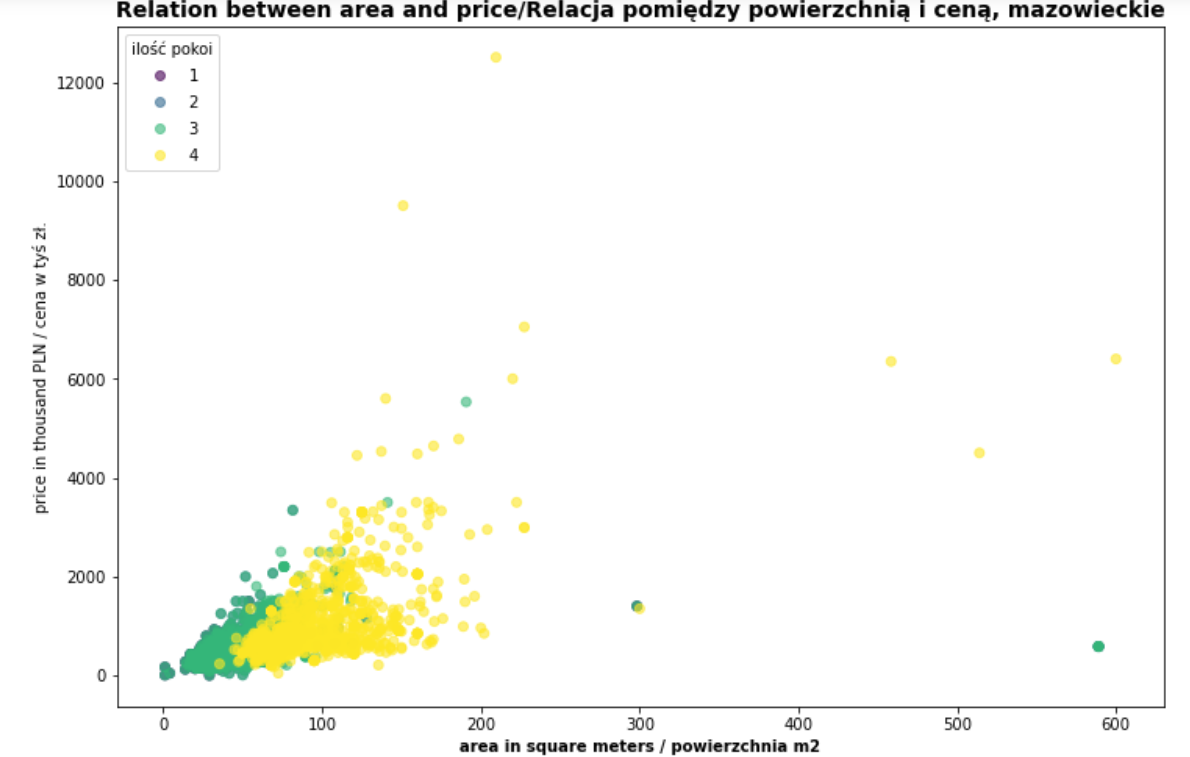 Relation between area and price/Relacja pomiędzy powierzchnią i ceną, mazowieckie
ilość pokoi
1
2
3
4
12000
10000
8000
6000
4000
2000
0
price in thousand PLN / cena w tyś zł.
0 100 200 300 400 500 600
area in square meters / powierzchnia m2